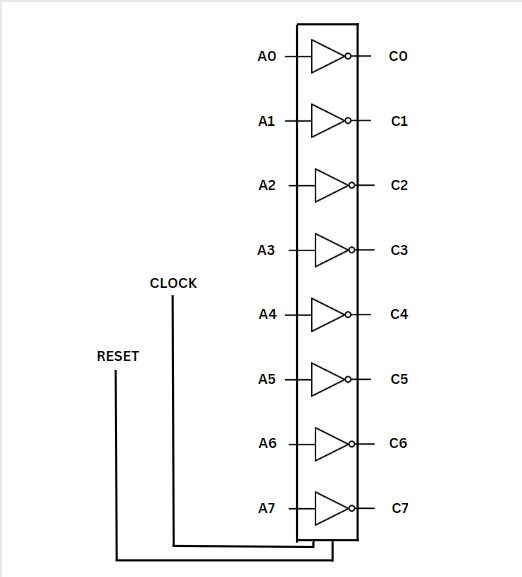 A0 C0
A1 C1
A2 C2
A3 C3
CLOCK
A4 C4
RESET
A5 C5
A6 C6
A7 C7